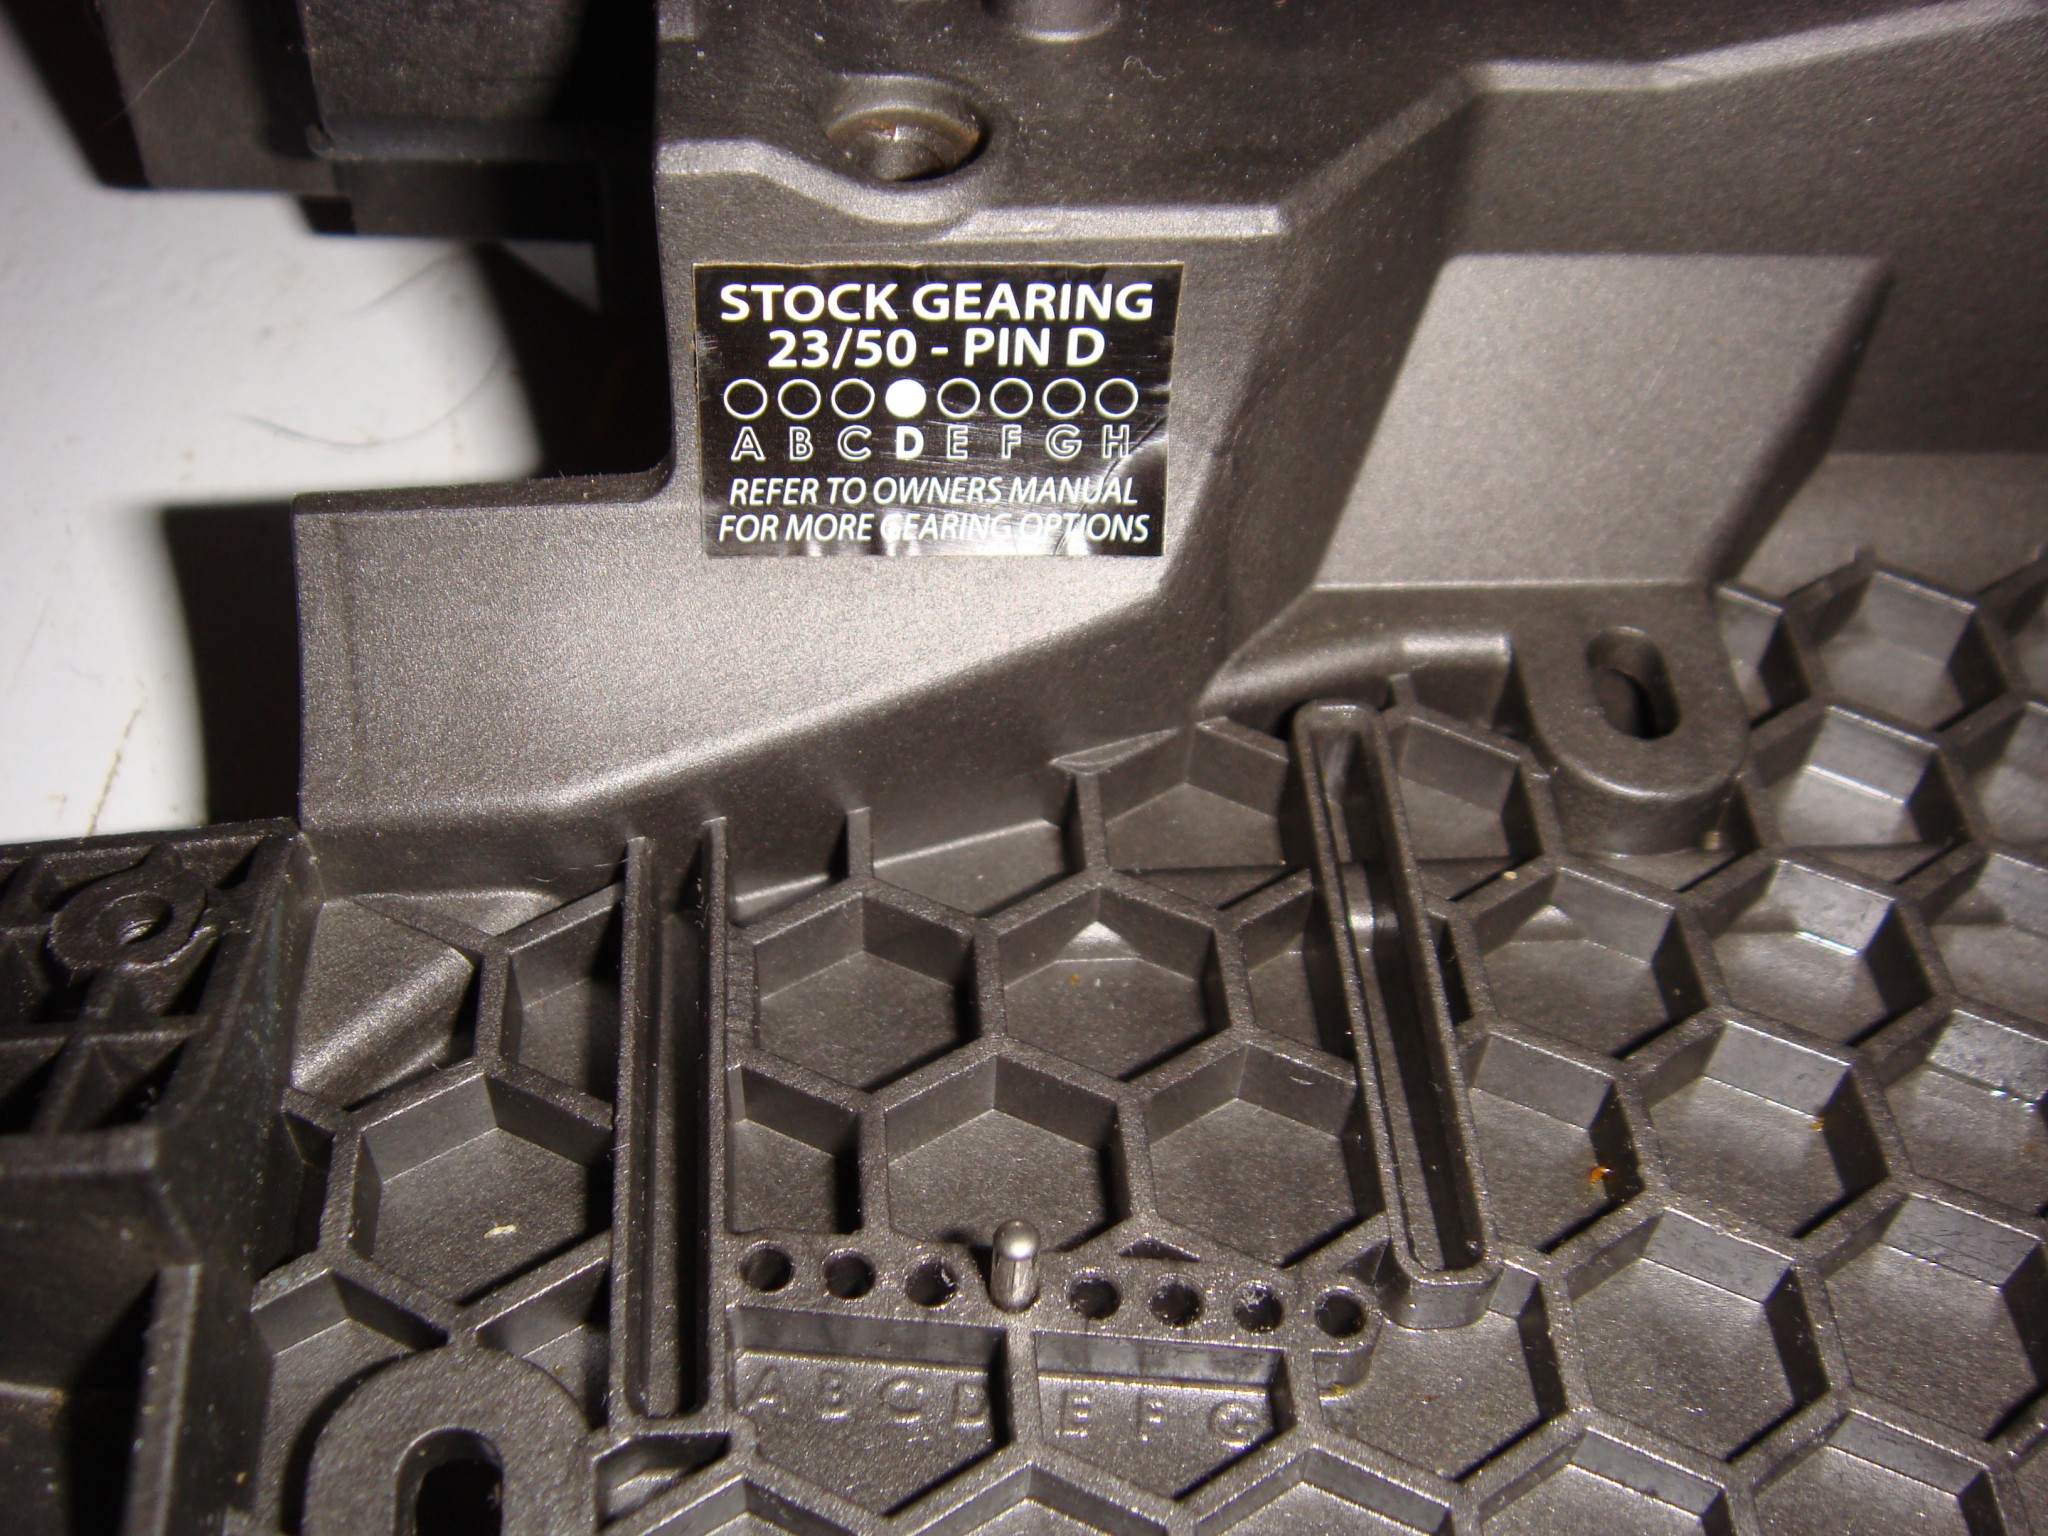 STOCK GEARING
23/50 - PIN D
A B C D E F G H
REFER TO OWNERS MANUAL
FOR MORE GEARING OPTIONS
A B C D E F G